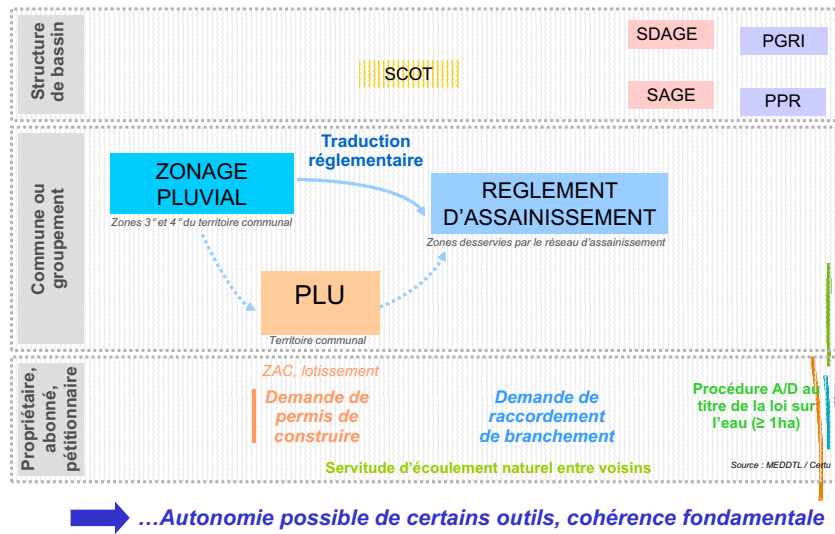 Structure
de bassin
SCOT
SDAGE
PGRI
SAGE
PPR
Commune ou
groupement
ZONAGE
PLUVIAL
Zones 3° et 4° du territoire communal
Traduction
réglementaire
REGLEMENT
D'ASSAINISSEMENT
Zones desservies par le réseau d'assainissement
PLU
Territoire communal
Propriétaire,
abonné,
pétitionnaire
ZAC, lotissement
Demande de
permis de
construire
Demande de
raccordement
de branchement
Procédure A/D au
titre de la loi sur
l'eau (≥ 1ha)
Servitude d'écoulement naturel entre voisins
Source : MEDDTL / Certu
...Autonomie possible de certains outils, cohérence fondamentale